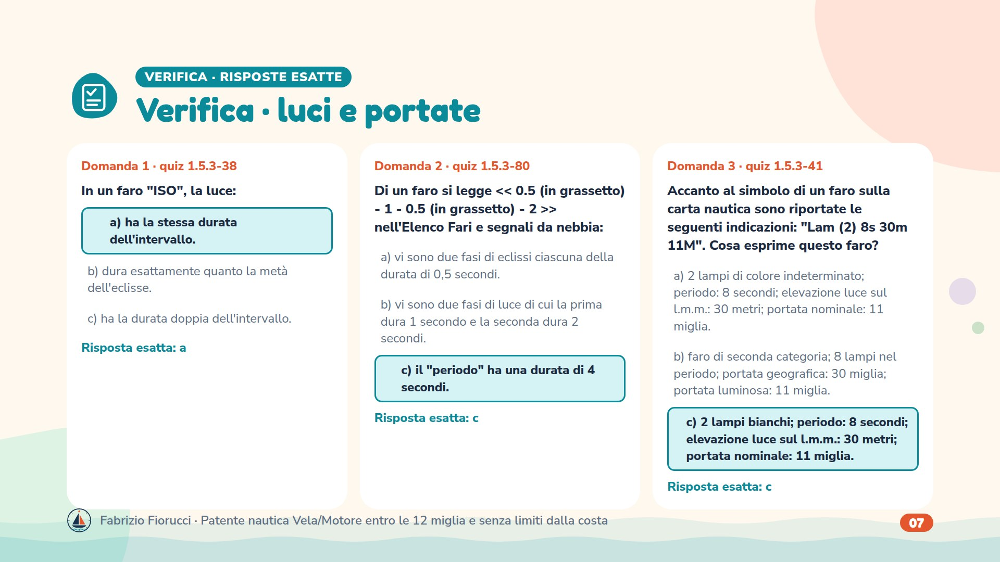 VERIFICA · RISPOSTE ESATTE
Verifica · luci e portate
Domanda 1 · quiz 1.5.3-38
In un faro "ISO", la luce:
a) ha la stessa durata
dell'intervallo.
b) dura esattamente quanto la metà
dell'eclisse.
c) ha la durata doppia dell'intervallo.
Risposta esatta: a
Domanda 2 · quiz 1.5.3-80
Di un faro si legge << 0.5 (in grassetto)
- 1 - 0.5 (in grassetto) - 2 >>
nell'Elenco Fari e segnali da nebbia:
a) vi sono due fasi di eclissi ciascuna della
durata di 0,5 secondi.
b) vi sono due fasi di luce di cui la prima
dura 1 secondo e la seconda dura 2
secondi.
c) il "periodo" ha una durata di 4
secondi.
Risposta esatta: c
Domanda 3 · quiz 1.5.3-41
Accanto al simbolo di un faro sulla
carta nautica sono riportate le
seguenti indicazioni: "Lam (2) 8s 30m
11M". Cosa esprime questo faro?
a) 2 lampi di colore indeterminato;
periodo: 8 secondi; elevazione luce sul
l.m.m.: 30 metri; portata nominale: 11
miglia.
b) faro di seconda categoria; 8 lampi nel
periodo; portata geografica: 30 miglia;
portata luminosa: 11 miglia.
c) 2 lampi bianchi; periodo: 8 secondi;
elevazione luce sul l.m.m.: 30 metri;
portata nominale: 11 miglia.
Risposta esatta: c
Fabrizio Fiorucci · Patente nautica Vela/Motore entro le 12 miglia e senza limiti dalla costa
07